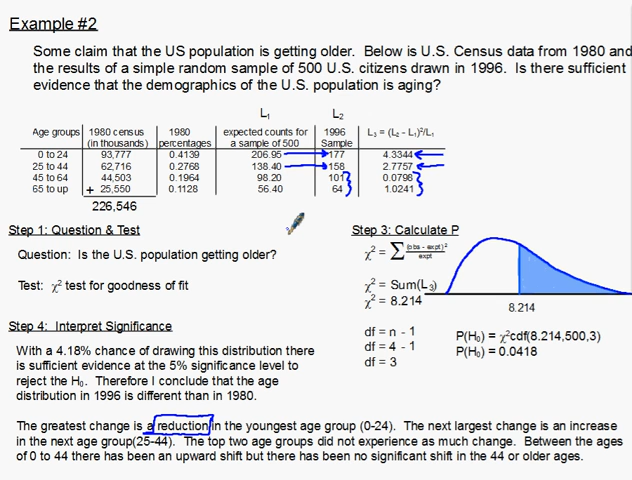 Example #2
Some claim that the US population is getting older. Below is U.S. Census data from 1980 and
the results of a simple random sample of 500 U.S. citizens drawn in 1996. Is there sufficient
evidence that the demographics of the U.S. population is aging?
L₁ L₂
Age groups 1980 census (in thousands) 1980 percentages expected counts for a sample of 500 1996 Sample L₃ = (L₂ - L₁)²/L₁
0 to 24 93,777 0.4139 206.95 177 4.3344
25 to 44 62,716 0.2768 138.40 158 2.7757
45 to 64 44,503 0.1964 98.20 101 0.0798
65 to up + 25,550 0.1128 56.40 64 1.0241
226,546
Step 1: Question & Test
Question: Is the U.S. population getting older?
Test: χ² test for goodness of fit
Step 3: Calculate P
χ² = ∑ (obs - expt)²/expt
χ² = Sum(L₃)
χ² = 8.214
8.214
df = n - 1
df = 4 - 1
df = 3
P(H₀) = χ²cdf(8.214,500,3)
P(H₀) = 0.0418
Step 4: Interpret Significance
With a 4.18% chance of drawing this distribution there
is sufficient evidence at the 5% significance level to
reject the H₀. Therefore I conclude that the age
distribution in 1996 is different than in 1980.
The greatest change is a reduction in the youngest age group (0-24). The next largest change is an increase
in the next age group(25-44). The top two age groups did not experience as much change. Between the ages
of 0 to 44 there has been an upward shift but there has been no significant shift in the 44 or older ages.